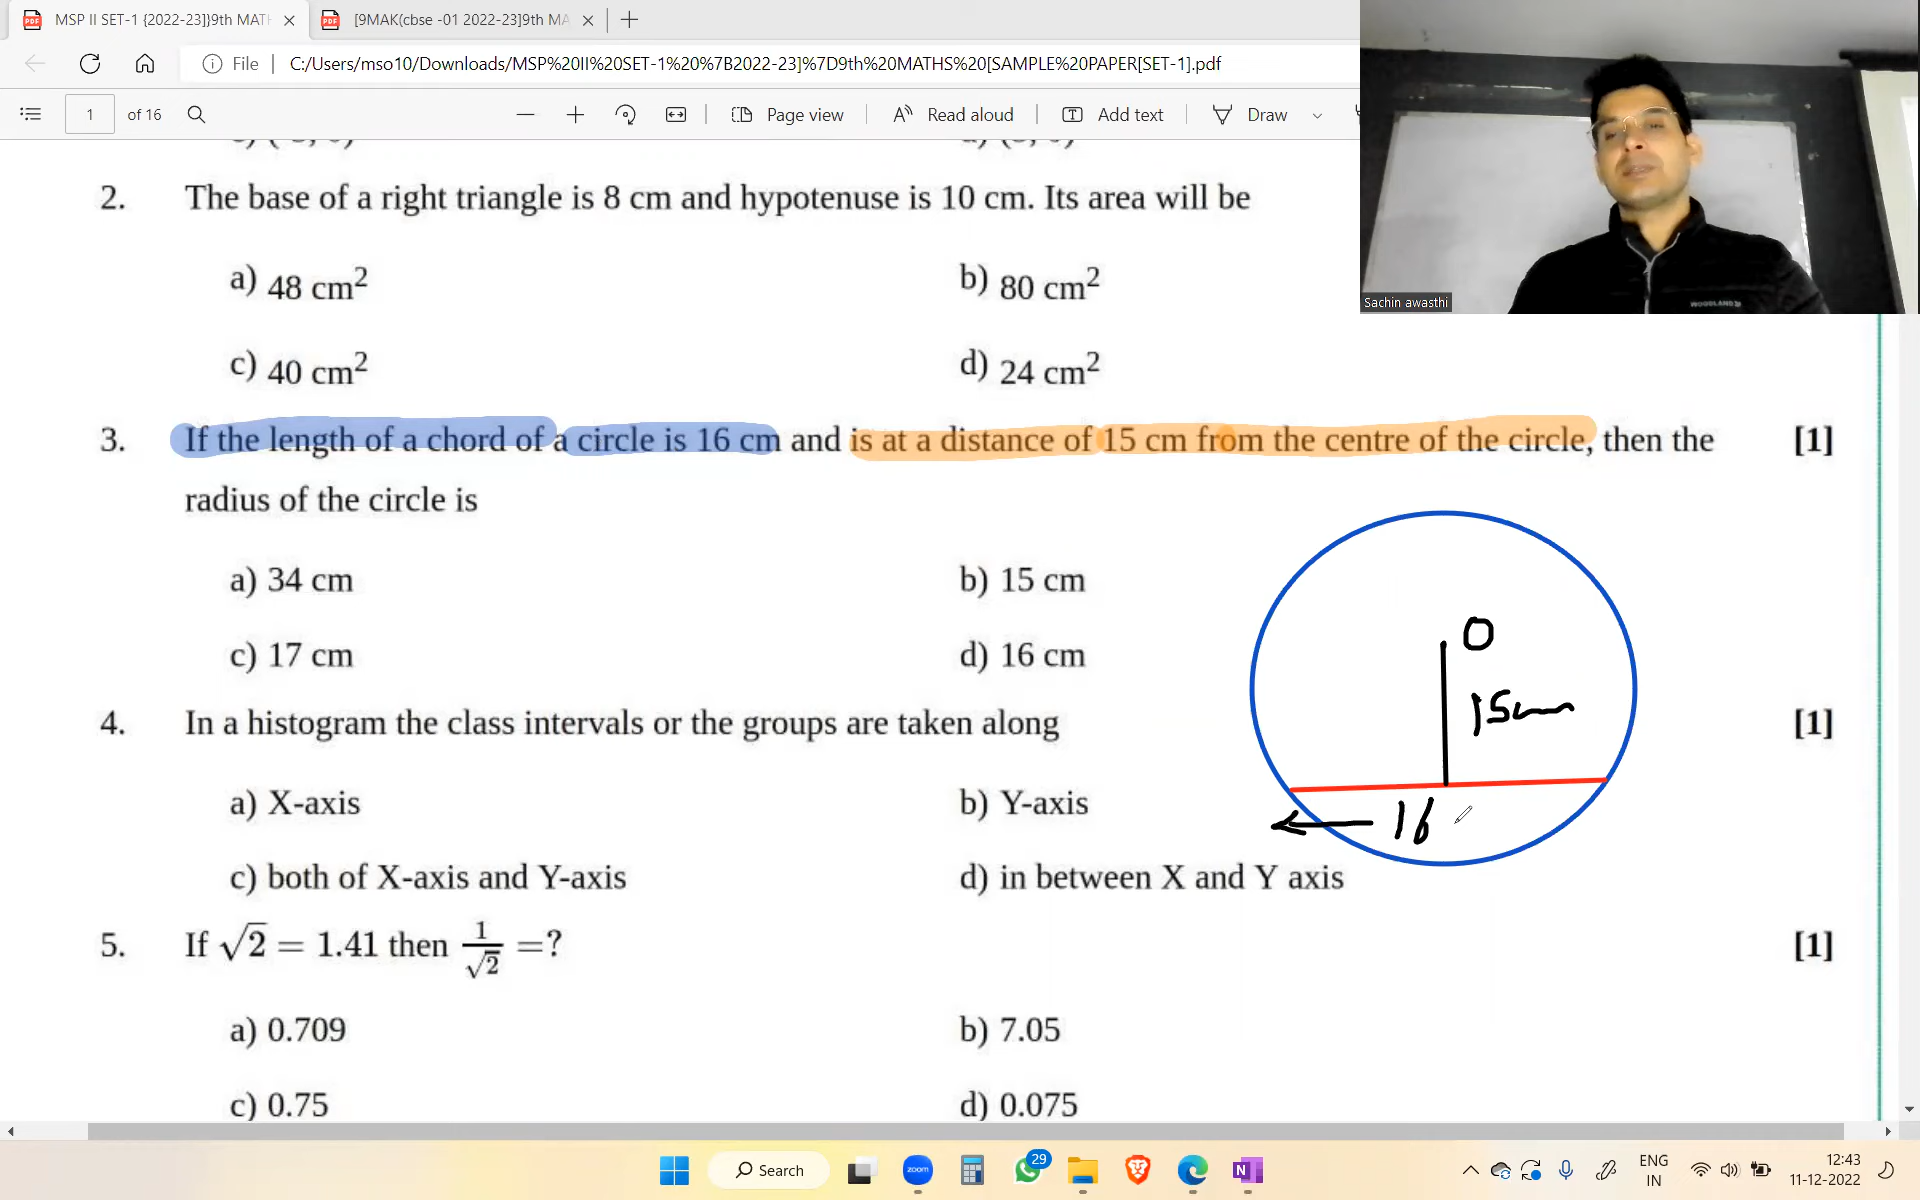 MSP II SET-1 {2022-23]}9th MATH
[9MAK(cbse -01 2022-23]9th MA
File
C:/Users/mso10/Downloads/MSP%20II%20SET-1%20%7B2022-23]%7D9th%20MATHS%20[SAMPLE%20PAPER[SET-1].pdf
1 of 16
Page view
Read aloud
Add text
Draw
Sachin awasthi
2. The base of a right triangle is 8 cm and hypotenuse is 10 cm. Its area will be
a) 48 cm² b) 80 cm²
c) 40 cm² d) 24 cm²
3. If the length of a chord of a circle is 16 cm and is at a distance of 15 cm from the centre of the circle, then the [1]
radius of the circle is
a) 34 cm b) 15 cm
c) 17 cm d) 16 cm
O
15cm
16
4. In a histogram the class intervals or the groups are taken along [1]
a) X-axis b) Y-axis
c) both of X-axis and Y-axis d) in between X and Y axis
5. If √2 = 1.41 then 1/√2 =? [1]
a) 0.709 b) 7.05
c) 0.75 d) 0.075
Search
zoom
29
N
ENG
IN
12:43
11-12-2022